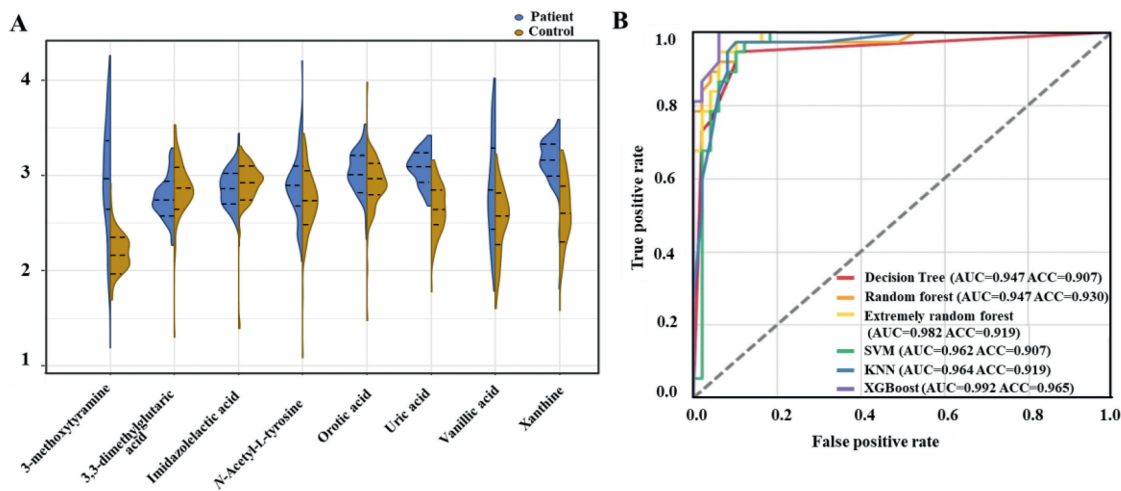 A
Patient
Control
4
3
2
1
3-methoxytyramine
3,3-dimethylglutaric
acid
Imidazolelactic acid
N-Acetyl-L-tyrosine
Orotic acid
Uric acid
Vanillic acid
Xanthine
B
True positive rate
1.0
0.8
0.6
0.4
0.2
0.0
Decision Tree (AUC=0.947 ACC=0.907)
Random forest (AUC=0.947 ACC=0.930)
Extremely random forest
(AUC=0.982 ACC=0.919)
SVM (AUC=0.962 ACC=0.907)
KNN (AUC=0.964 ACC=0.919)
XGBoost (AUC=0.992 ACC=0.965)
0.0 0.2 0.4 0.6 0.8 1.0
False positive rate